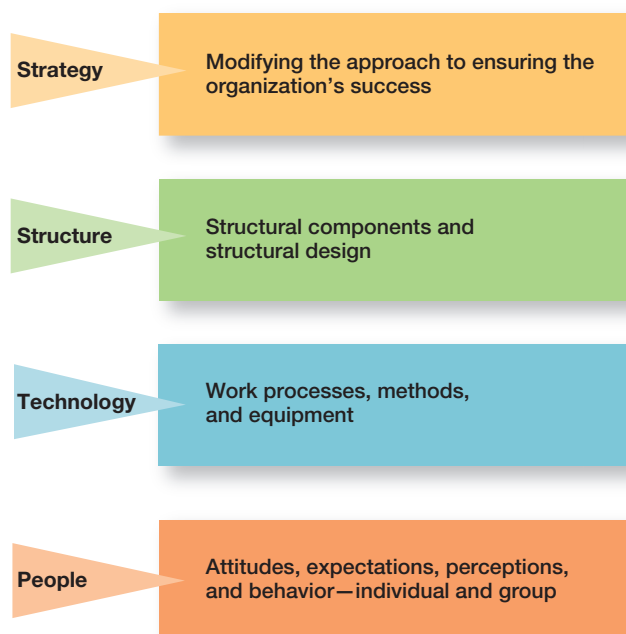 Strategy
Modifying the approach to ensuring the
organization’s success
Structure
Structural components and
structural design
Technology
Work processes, methods,
and equipment
People
Attitudes, expectations, perceptions,
and behavior—individual and group